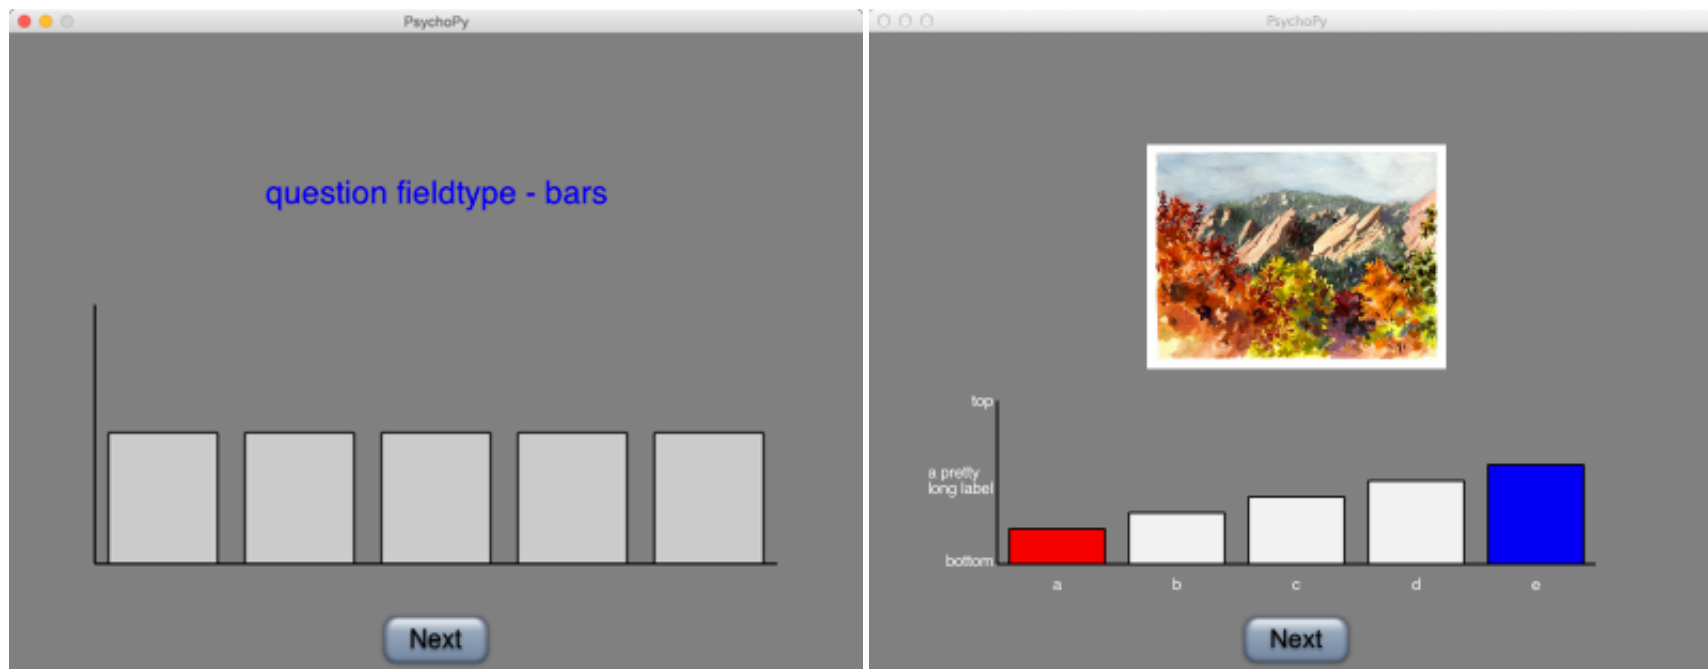 PsychoPy
question fieldtype - bars
Next
PsychoPy
top
a pretty
long label
bottom
a b c d e
Next